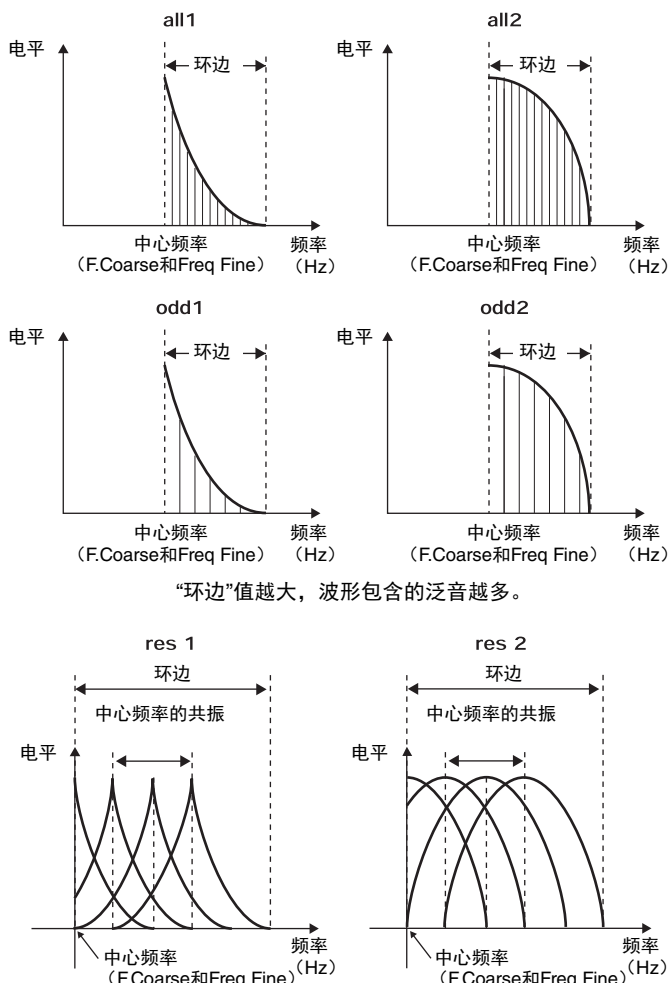 all1
all2
电平
环边
电平
环边
中心频率
频率
中心频率
频率
（F.Coarse和Freq Fine）
（Hz）
（F.Coarse和Freq Fine）
（Hz）
odd1
odd2
电平
环边
电平
环边
中心频率
频率
中心频率
频率
（F.Coarse和Freq Fine）
（Hz）
（F.Coarse和Freq Fine）
（Hz）
“环边”值越大，波形包含的泛音越多。
res 1
res 2
环边
环边
中心频率的共振
中心频率的共振
电平
电平
频率
频率
中心频率
（Hz）
中心频率
（Hz）
（F.Coarse和Freq Fine）
（F.Coarse和Freq Fine）